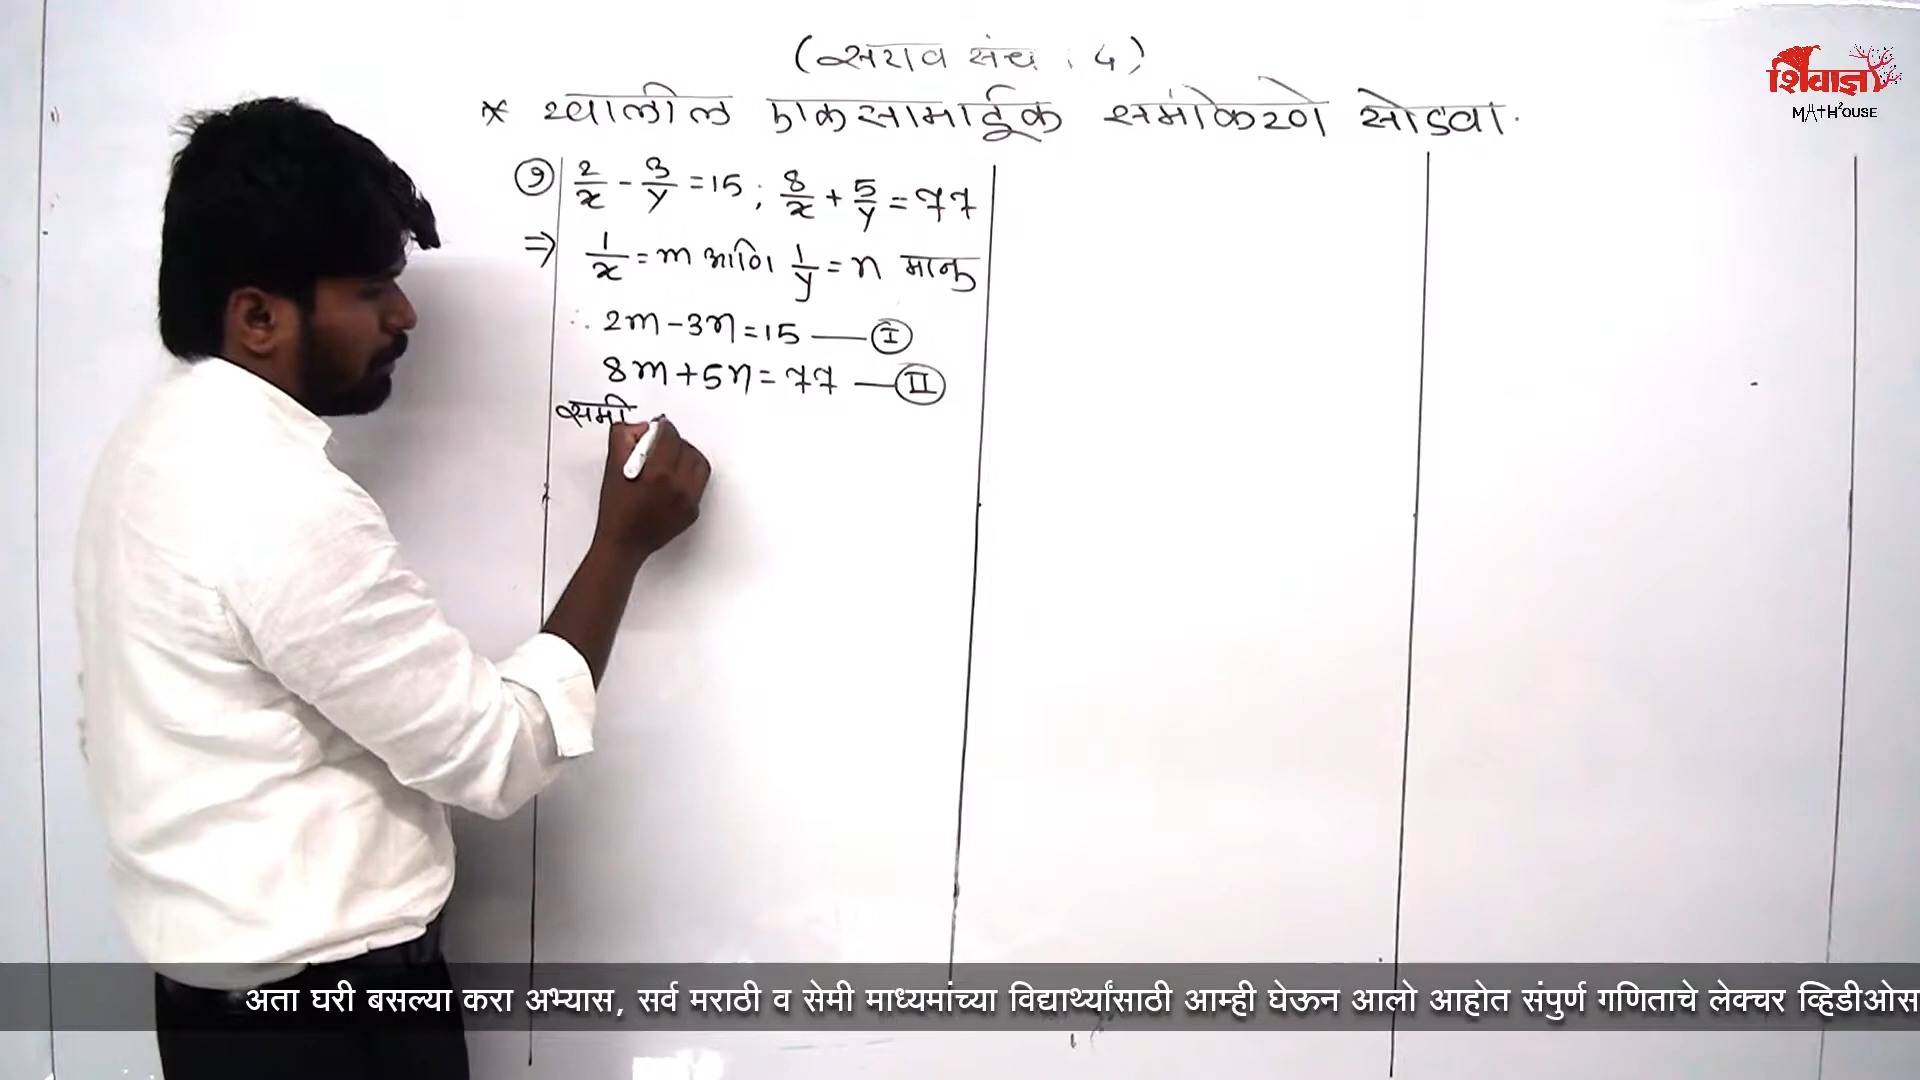 (सराव संच : 4)
शिवाज्ञ
MATH²OUSE
* खालील एकसामाईक समीकरणे सोडवा.
१ 2/x - 3/y = 15 ; 8/x + 5/y = 77
⇒ 1/x = m आणि 1/y = n मानू
∴ 2m - 3n = 15 — I
8m + 5n = 77 — II
समी
अता घरी बसल्या करा अभ्यास, सर्व मराठी व सेमी माध्यमांच्या विद्यार्थ्यांसाठी आम्ही घेऊन आलो आहोत संपुर्ण गणिताचे लेक्चर व्हिडीओस